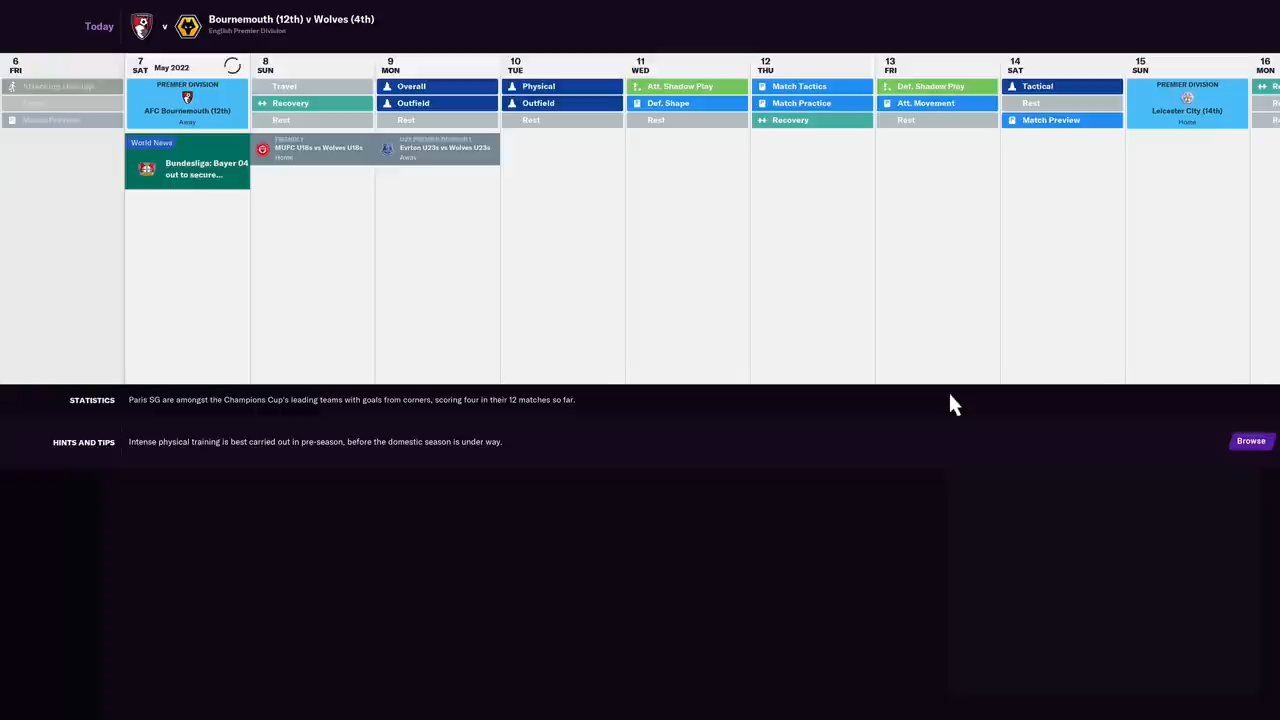 Today
Bournemouth (12th) v Wolves (4th)
v
English Premier Division
6
FRI
7
SAT May 2022
8
SUN
9
MON
10
TUE
11
WED
12
THU
13
FRI
14
SAT
15
SUN
16
MON
PREMIER DIVISION
AFC Bournemouth (12th)
Away
Travel
Recovery
Rest
Overall
Outfield
Rest
Physical
Outfield
Rest
Att. Shadow Play
Def. Shape
Rest
Match Tactics
Match Practice
Recovery
Def. Shadow Play
Att. Movement
Rest
Tactical
Rest
Match Preview
PREMIER DIVISION
Leicester City (14th)
Home
Match Preview
World News
Bundesliga: Bayer 04
out to secure...
MUFC U18s vs Wolves U18s
Home
Evrton U23s vs Wolves U23s
Away
STATISTICS Paris SG are amongst the Champions Cup's leading teams with goals from corners, scoring four in their 12 matches so far.
HINTS AND TIPS Intense physical training is best carried out in pre-season, before the domestic season is under way.
Browse